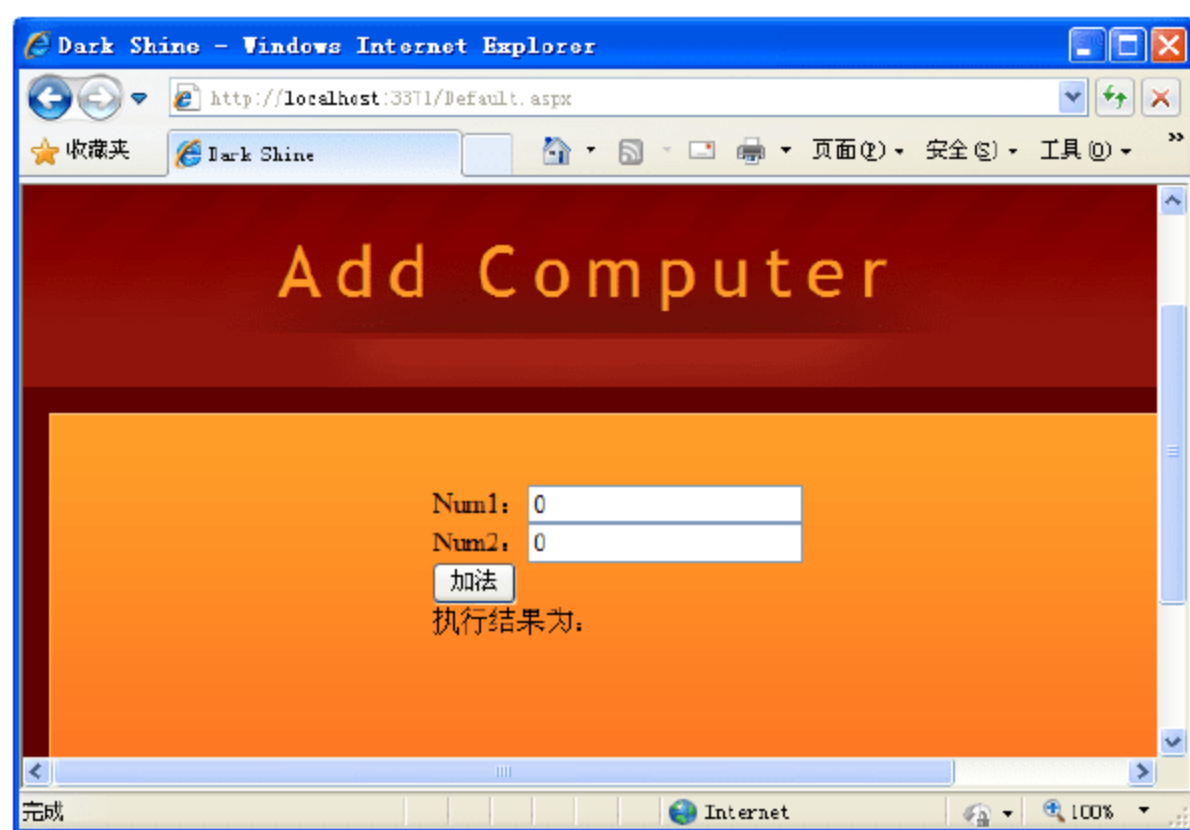 Dark Shine - Windows Internet Explorer
http://localhost:3371/Default.aspx
收藏夹 Dark Shine 页面(P) 安全(S) 工具(O) »
Add Computer
Num1: 0
Num2: 0
加法
执行结果为:
完成 Internet 100%